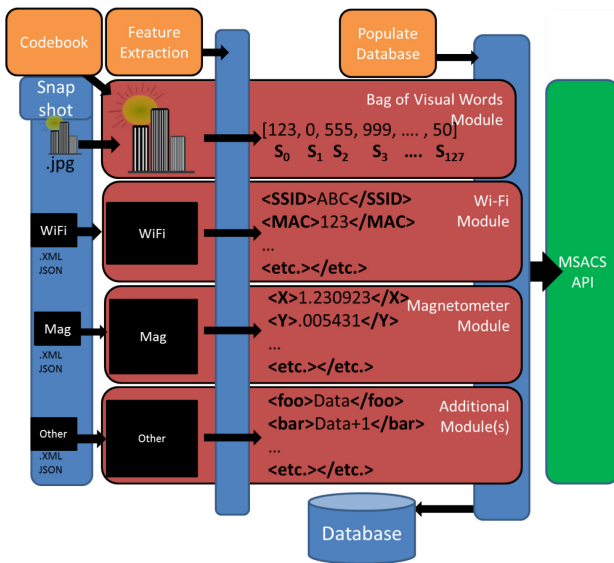 Codebook
Feature
Extraction
Populate
Database
Snap
shot
.jpg
Bag of Visual Words
Module
[123, 0, 555, 999, .... , 50]
S0 S1 S2 S3 .... S127
WiFi
.XML
JSON
WiFi
Wi-Fi
Module
<SSID>ABC</SSID>
<MAC>123</MAC>
...
<etc.></etc.>
Mag
.XML
JSON
Mag
Magnetometer
Module
<X>1.230923</X>
<Y>.005431</Y>
...
<etc.></etc.>
Other
.XML
JSON
Other
Additional
Module(s)
<foo>Data</foo>
<bar>Data+1</bar>
...
<etc.></etc.>
MSACS
API
Database